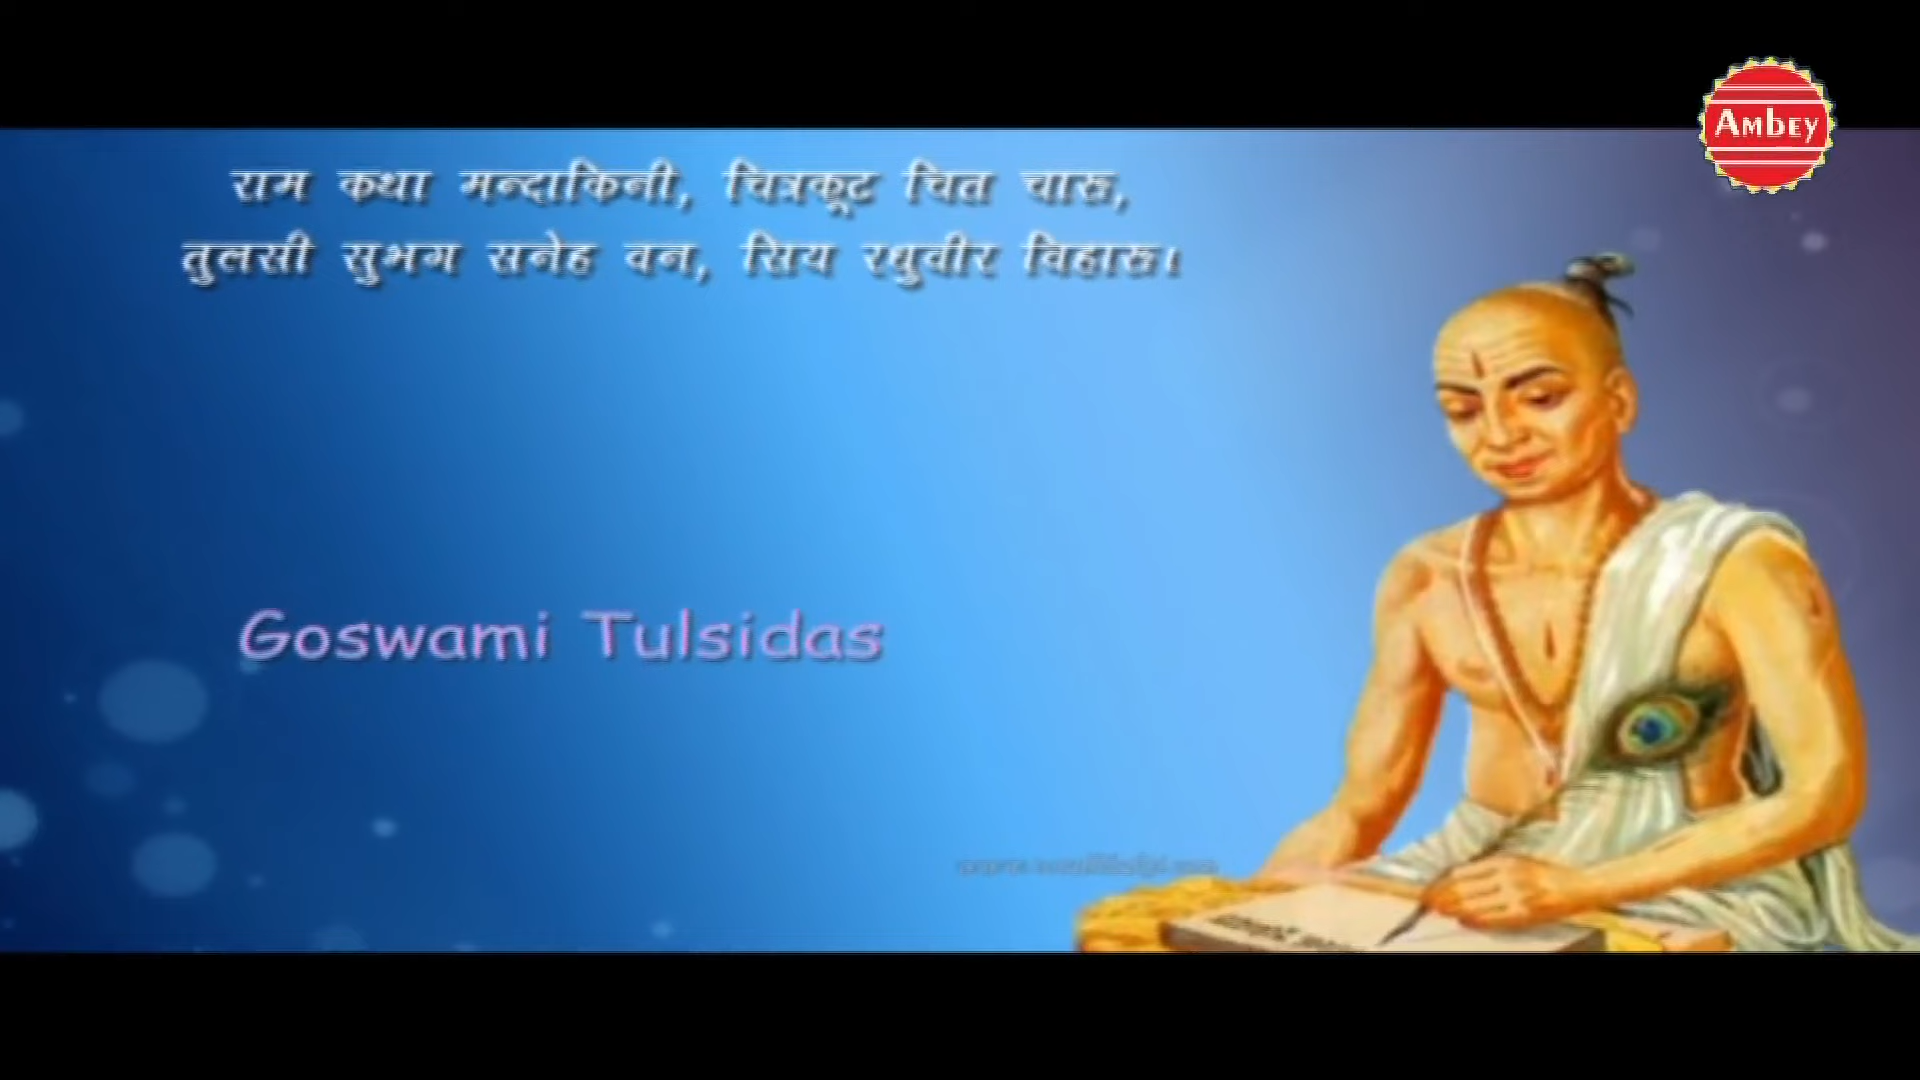 AMBEY
राम कथा मन्दाकिनी, चित्रकूट चित चारू,
तुलसी सुभग सनेह वन, सिय रघुवीर विहारू।
Goswami Tulsidas